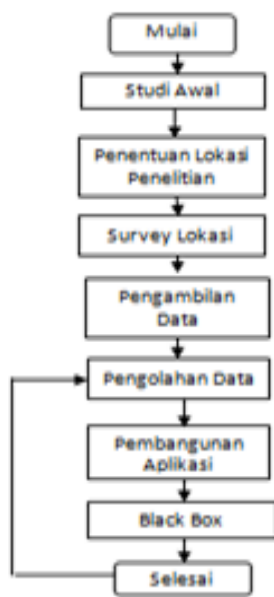 Mulai
Studi Awal
Penentuan Lokasi
Penelitian
Survey Lokasi
Pengambilan
Data
Pengolahan Data
Pembangunan
Aplikasi
Black Box
Selesai